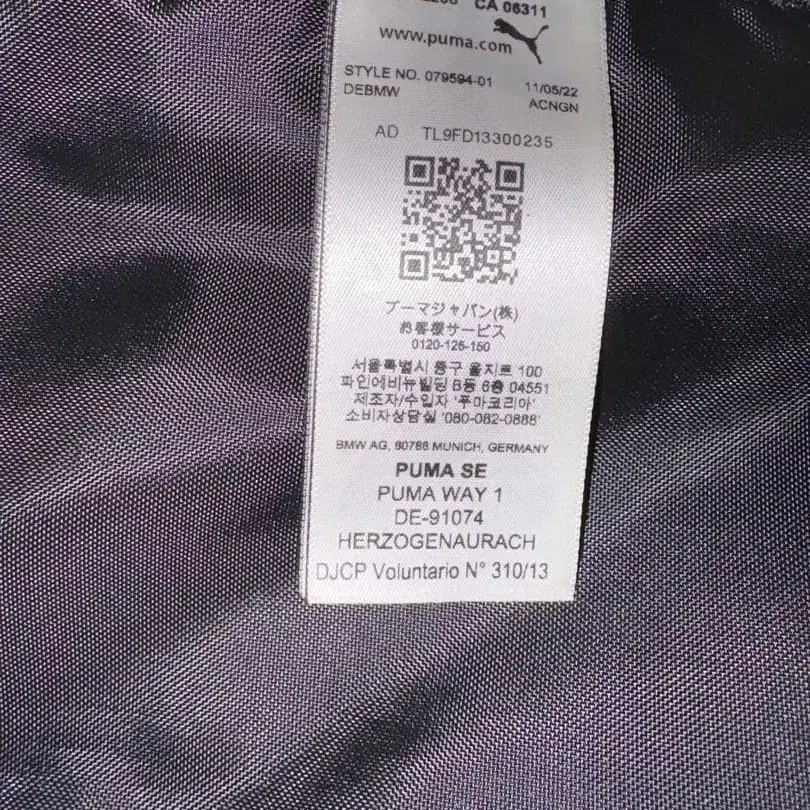 CA 06311
www.puma.com
STYLE NO. 079594-01 11/05/22
DEBMW ACNGN
AD TL9FD13300235
プーマジャパン(株)
お客様サービス
0120-125-150
서울특별시 중구 을지로 100
파인에비뉴빌딩 B동 6층 04551
제조자/수입자 '푸마코리아'
소비자상담실 '080-082-0888'
BMW AG, 80788 MUNICH, GERMANY
PUMA SE
PUMA WAY 1
DE-91074
HERZOGENAURACH
DJCP Voluntario N° 310/13